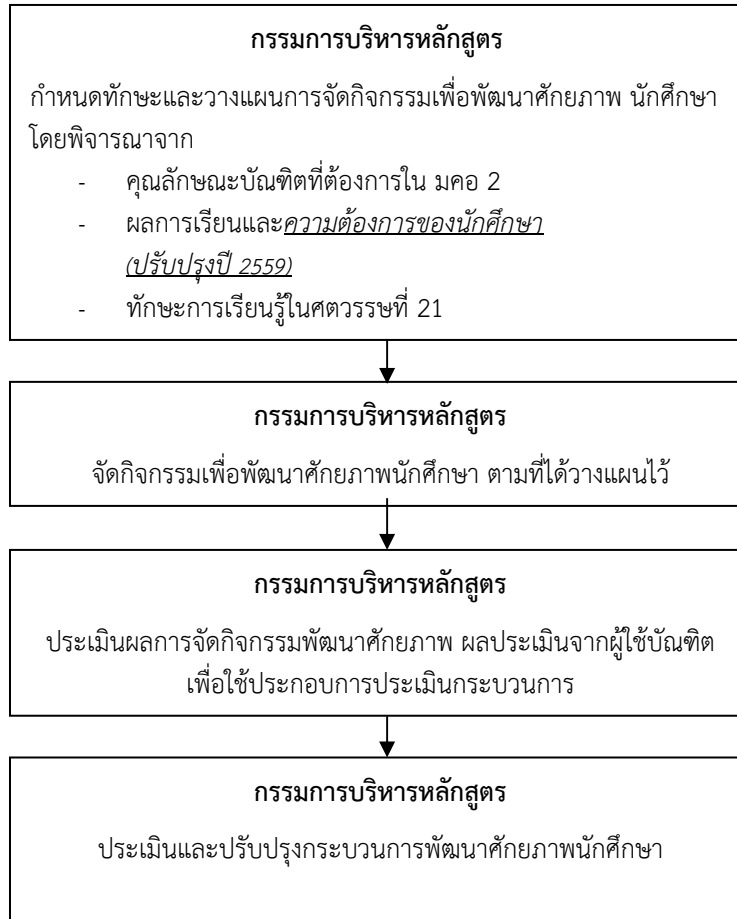 กรรมการบริหารหลักสูตร
กำหนดทักษะและวางแผนการจัดกิจกรรมเพื่อพัฒนาศักยภาพ นักศึกษา
โดยพิจารณาจาก
- คุณลักษณะบัณฑิตที่ต้องการใน มคอ 2
- ผลการเรียนและความต้องการของนักศึกษา
(ปรับปรุงปี 2559)
- ทักษะการเรียนรู้ในศตวรรษที่ 21
กรรมการบริหารหลักสูตร
จัดกิจกรรมเพื่อพัฒนาศักยภาพนักศึกษา ตามที่ได้วางแผนไว้
กรรมการบริหารหลักสูตร
ประเมินผลการจัดกิจกรรมพัฒนาศักยภาพ ผลประเมินจากผู้ใช้บัณฑิต
เพื่อใช้ประกอบการประเมินกระบวนการ
กรรมการบริหารหลักสูตร
ประเมินและปรับปรุงกระบวนการพัฒนาศักยภาพนักศึกษา